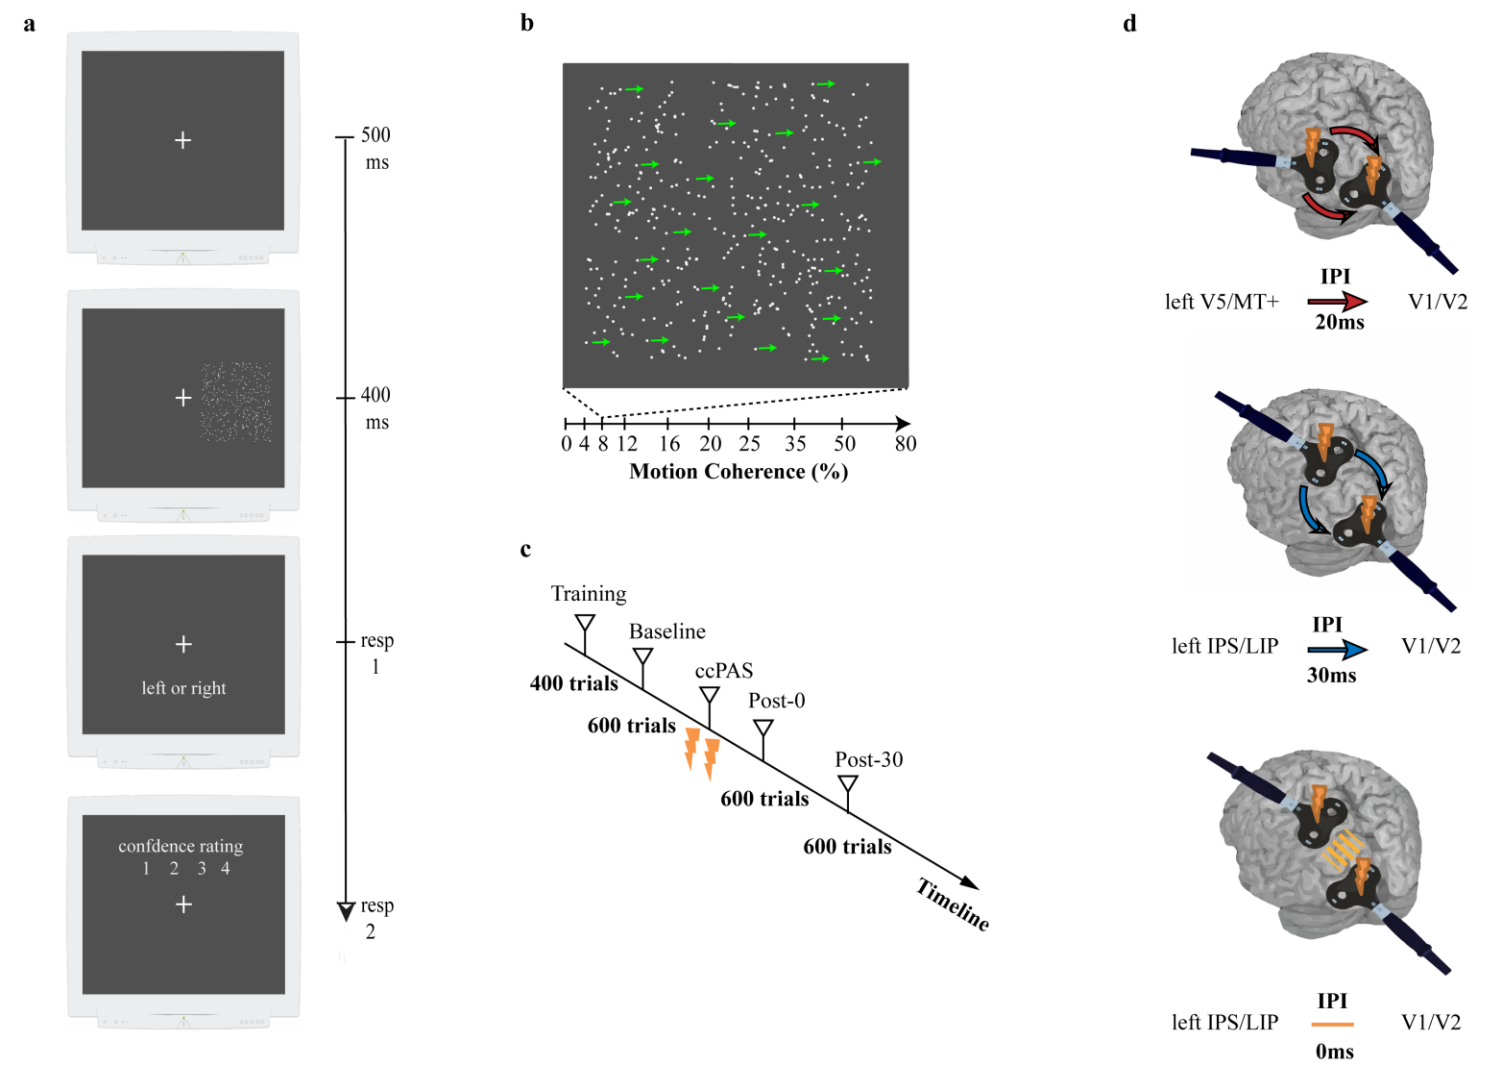 a
500
ms
400
ms
left or right
resp
1
confdence rating
1 2 3 4
resp
2
b
0 4 8 12 16 20 25 35 50 80
Motion Coherence (%)
c
Training
Baseline
ccPAS
Post-0
Post-30
400 trials
600 trials
600 trials
600 trials
Timeline
d
IPI
left V5/MT+ V1/V2
20ms
IPI
left IPS/LIP V1/V2
30ms
IPI
left IPS/LIP V1/V2
0ms